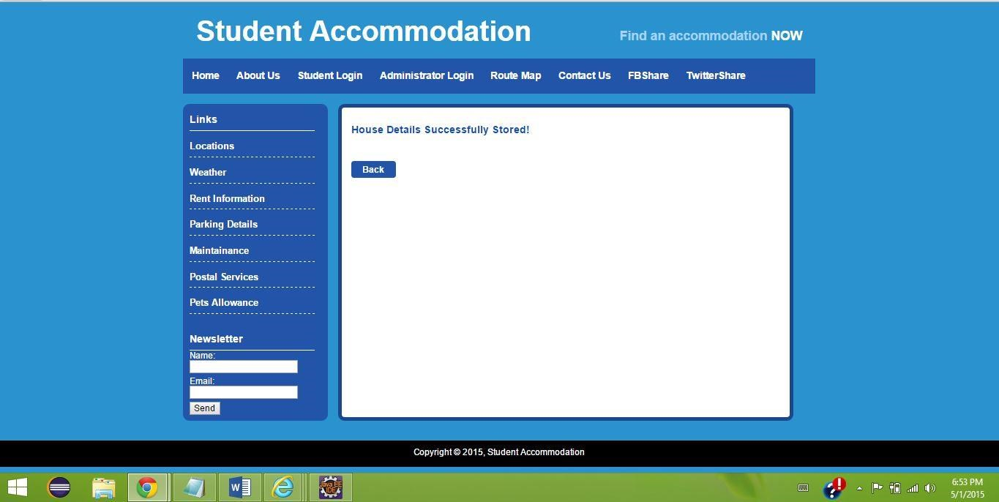 Student Accommodation
Find an accommodation NOW
Home About Us Student Login Administrator Login Route Map Contact Us FBShare TwitterShare
Links
Locations
Weather
Rent Information
Parking Details
Maintainance
Postal Services
Pets Allowance
Newsletter
Name:
Email:
Send
House Details Successfully Stored!
Back
Copyright © 2015, Student Accommodation
Java EE
IDE
6:53 PM
5/1/2015